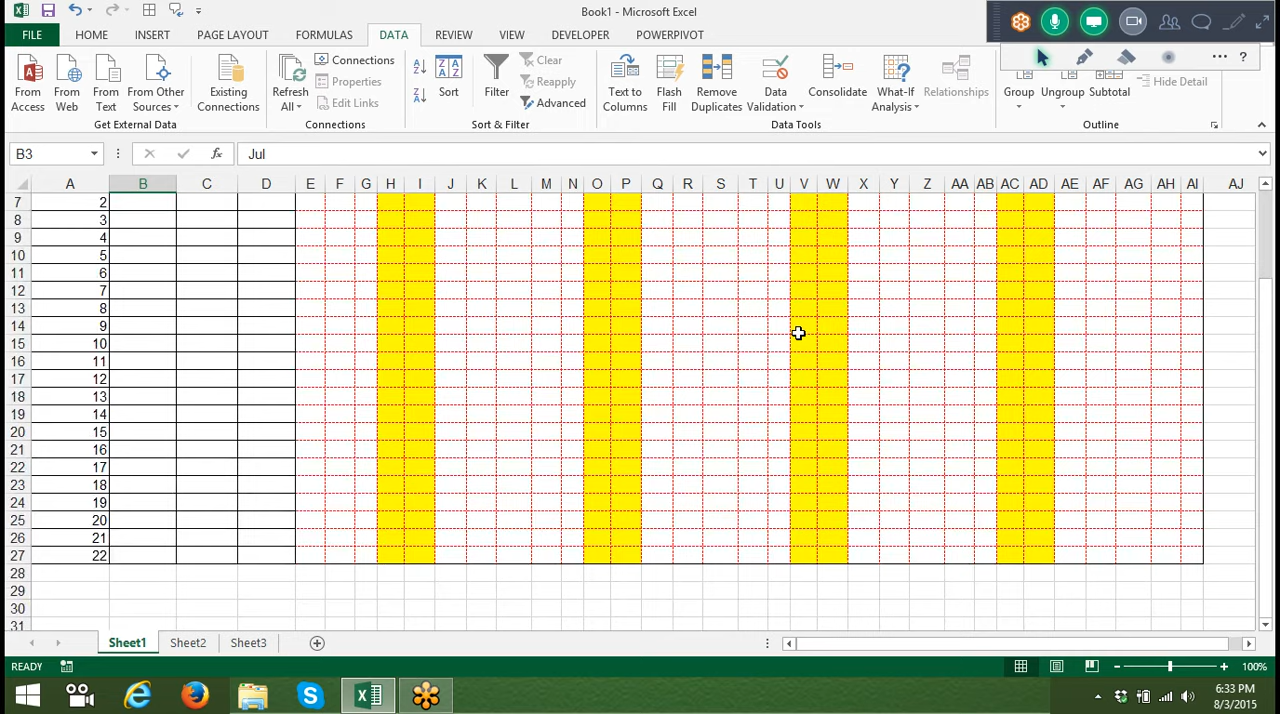 Book1 - Microsoft Excel
FILE HOME INSERT PAGE LAYOUT FORMULAS DATA REVIEW VIEW DEVELOPER POWERPIVOT
From Access
From Web
From Text
From Other Sources
Existing Connections
Get External Data
Refresh All
Connections
Properties
Edit Links
Connections
Sort
Filter
Clear
Reapply
Advanced
Sort & Filter
Text to Columns
Flash Fill
Remove Duplicates
Data Validation
Consolidate
What-If Analysis
Relationships
Data Tools
Group
Ungroup
Subtotal
Hide Detail
Outline
B3 fx Jul
A B C D E F G H I J K L M N O P Q R S T U V W X Y Z AA AB AC AD AE AF AG AH AI AJ
7 2
8 3
9 4
10 5
11 6
12 7
13 8
14 9
15 10
16 11
17 12
18 13
19 14
20 15
21 16
22 17
23 18
24 19
25 20
26 21
27 22
28
29
30
31
Sheet1 Sheet2 Sheet3
READY 100%
6:33 PM
8/3/2015